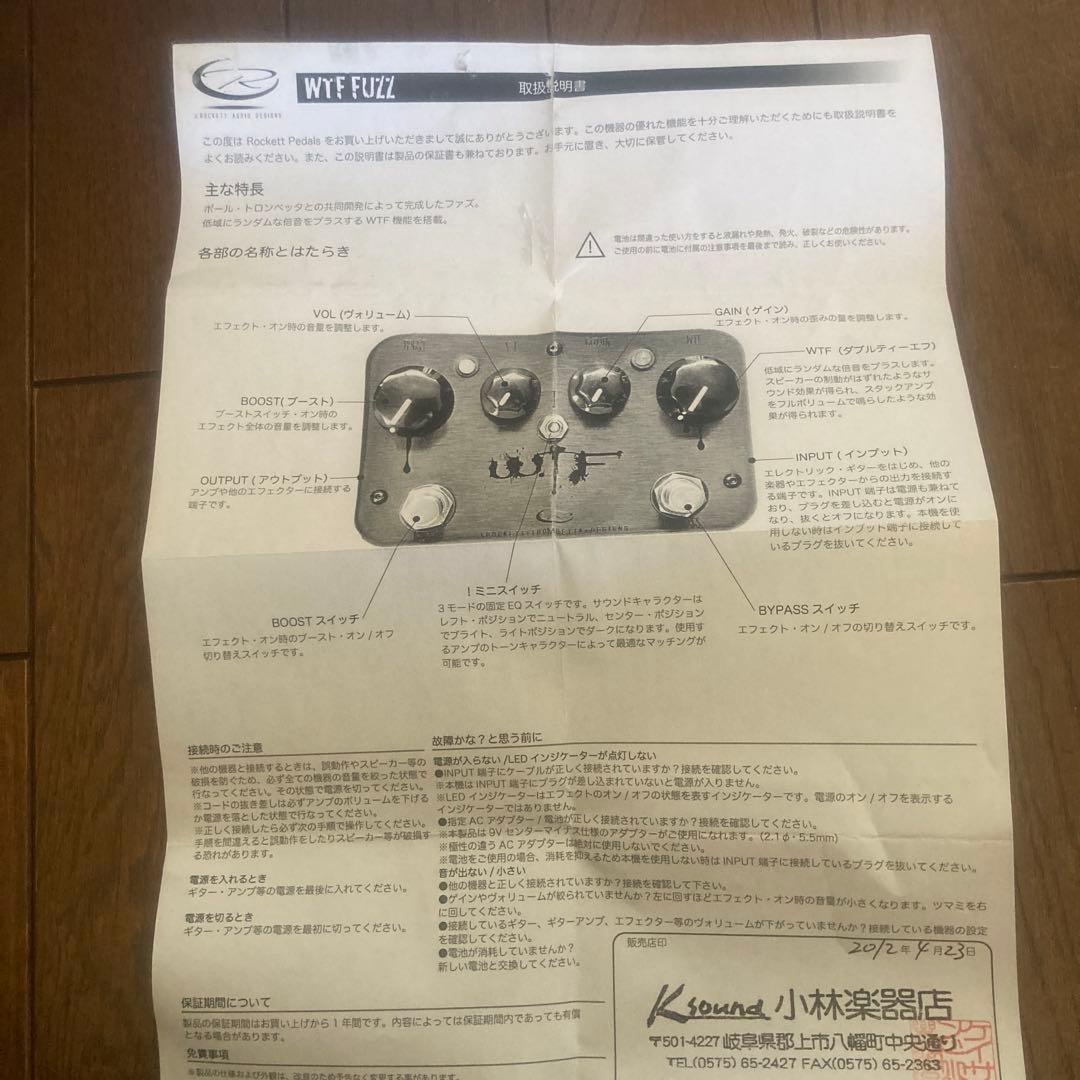 WTF FUZZ
取扱説明書
ROCKETT AUDIO DESIGNS
この度は Rockett Pedals をお買い上げいただきまして誠にありがとうございます。この機器の優れた機能を十分ご理解いただくためにも取扱説明書を
よくお読みください。また、この説明書は製品の保証書も兼ねております。お手元に置き、大切に保管してください。
主な特長
ポール・トロンベッタとの共同開発によって完成したファズ。
低域にランダムな倍音をプラスする WTF 機能を搭載。
各部の名称とはたらき
電池は間違った使い方をすると液漏れや発熱、発火、破裂などの危険性があります。
ご使用の前に電池に付属の注意事項を最後まで読み、正しくお使いください。
VOL (ヴォリューム)
エフェクト・オン時の音量を調整します。
GAIN ( ゲイン)
エフェクト・オン時の歪みの量を調整します。
WTF（ダブルティーエフ）
低域にランダムな倍音をプラスします。
スピーカーの制動がはずれたようなサ
ウンド効果が得られ、スタックアンプ
をフルボリュームで鳴らしたような効
果が得られます。
BOOST( ブースト)
ブーストスイッチ・オン時の
エフェクト全体の音量を調整します。
OUTPUT ( アウトプット)
アンプや他のエフェクターに接続する
端子です。
INPUT ( インプット)
エレクトリック・ギターをはじめ、他の
楽器やエフェクターからの出力を接続す
る端子です。INPUT 端子は電源も兼ねて
おり、プラグを差し込むと電源がオンに
なり、抜くとオフになります。本機を使
用しない時はインプット端子に接続して
いるプラグを抜いてください。
WTF
BOOST スイッチ
エフェクト・オン時のブースト・オン / オフ
切り替えスイッチです。
！ミニスイッチ
3 モードの固定 EQ スイッチです。サウンドキャラクターは
レフト・ポジションでニュートラル、センター・ポジション
でブライト、ライトポジションでダークになります。使用す
るアンプのトーンキャラクターによって最適なマッチングが
可能です。
BYPASS スイッチ
エフェクト・オン / オフの切り替えスイッチです。
接続時のご注意
※他の機器と接続するときは、誤動作やスピーカー等の
破損を防ぐため、必ず全ての機器の音量を絞った状態で
行なってください。その状態で電源を切ってください。
※コードの抜き差しは必ずアンプのボリュームを下げる
か電源を落とした状態で行なってください。
※正しく接続したら必ず次の手順で操作してください。
手順を間違えると誤動作をしたりスピーカー等が破損す
る恐れがあります。
電源を入れるとき
ギター・アンプ等の電源を最後に入れてください。
電源を切るとき
ギター・アンプ等の電源を最初に切ってください。
故障かな？と思う前に
電源が入らない /LED インジケーターが点灯しない
●INPUT 端子にケーブルが正しく接続されていますか？接続を確認してください。
※本機は INPUT 端子にプラグが差し込まれていないと電源が入りません。
※LED インジケーターはエフェクトのオン / オフの状態を表すインジケーターです。電源のオン / オフを表示する
インジケーターではありません。
●指定 AC アダプター / 電池が正しく接続されていますか？接続を確認してください。
※本製品は 9V センターマイナス仕様のアダプターがご使用になれます。(2.1φ・5.5mm)
※極性の違う AC アダプターは絶対に使用しないでください。
※電池をご使用の場合、消耗を抑えるため本機を使用しない時は INPUT 端子に接続しているプラグを抜いてください。
音が出ない / 小さい
●他の機器と正しく接続されていますか？接続を確認して下さい。
●ゲインやヴォリュームが絞られていませんか？左に回すほどエフェクト・オン時の音量が小さくなります。ツマミを右
に回してください。
●接続しているギター、ギターアンプ、エフェクター等のヴォリュームが下がっていませんか？接続している機器の設定
を確認してください。
●電池が消耗していませんか？
新しい電池と交換してください。
保証期間について
製品の保証期間はお買い上げから 1 年間です。内容によっては保証期間内であっても有償
となる場合があります。
免責事項
※製品の仕様および外観は、改良のため予告なく変更する事があります。
販売店印
2012年 4月23日
K sound 小林楽器店
〒501-4227 岐阜県郡上市八幡町中央通り
TEL(0575) 65-2427 FAX(0575) 65-2363